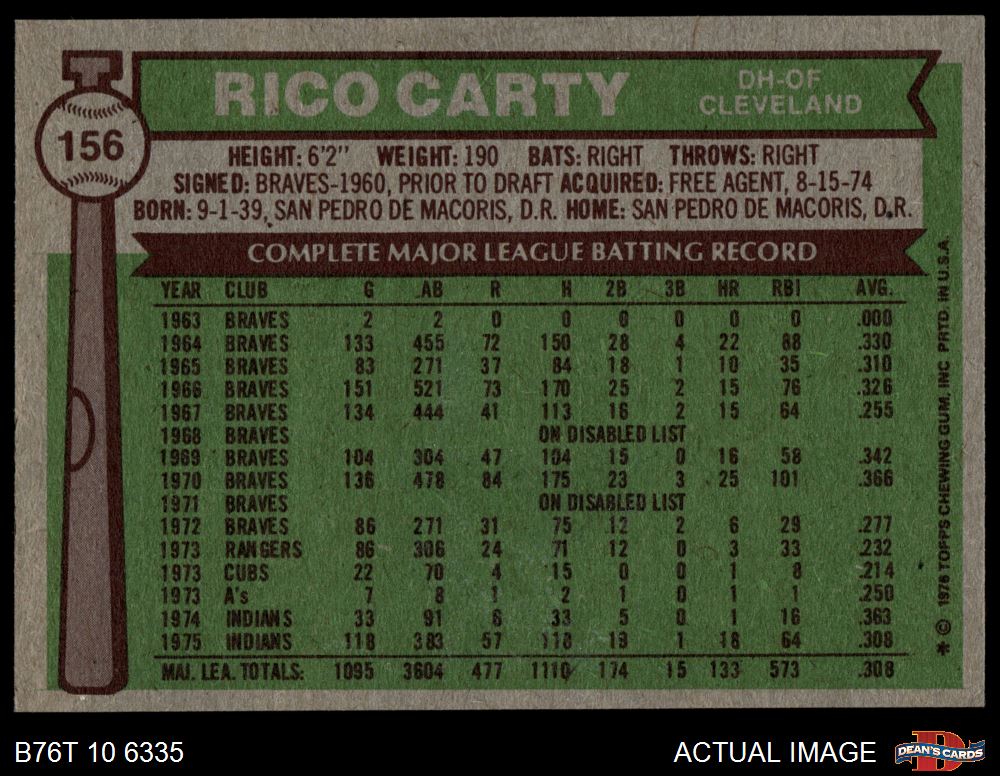 RICO CARTY
DH-OF
CLEVELAND
156
HEIGHT: 6'2" WEIGHT: 190 BATS: RIGHT THROWS: RIGHT
SIGNED: BRAVES-1960, PRIOR TO DRAFT ACQUIRED: FREE AGENT, 8-15-74
BORN: 9-1-39, SAN PEDRO DE MACORIS, D.R. HOME: SAN PEDRO DE MACORIS, D.R.
COMPLETE MAJOR LEAGUE BATTING RECORD
YEAR CLUB G AB R H 2B 3B HR RBI AVG.
1963 BRAVES 2 2 0 0 0 0 0 0 .000
1964 BRAVES 133 455 72 150 28 4 22 88 .330
1965 BRAVES 83 271 37 84 18 1 10 35 .310
1966 BRAVES 151 521 73 170 25 2 15 76 .326
1967 BRAVES 134 444 41 113 16 2 15 64 .255
1968 BRAVES ON DISABLED LIST
1969 BRAVES 104 304 47 104 15 0 16 58 .342
1970 BRAVES 136 478 84 175 23 3 25 101 .366
1971 BRAVES ON DISABLED LIST
1972 BRAVES 86 271 31 75 12 2 6 29 .277
1973 RANGERS 86 306 24 71 12 0 3 33 .232
1973 CUBS 22 70 4 15 0 0 1 8 .214
1973 A's 7 8 1 2 1 0 1 1 .250
1974 INDIANS 33 91 6 33 5 0 1 16 .363
1975 INDIANS 118 383 57 118 19 1 18 64 .308
MAJ. LEA. TOTALS: 1095 3604 477 1110 174 15 133 573 .308
* © 1976 TOPPS CHEWING GUM, INC PRTD. IN U.S.A.
B76T 10 6335
ACTUAL IMAGE
DEAN'S CARDS